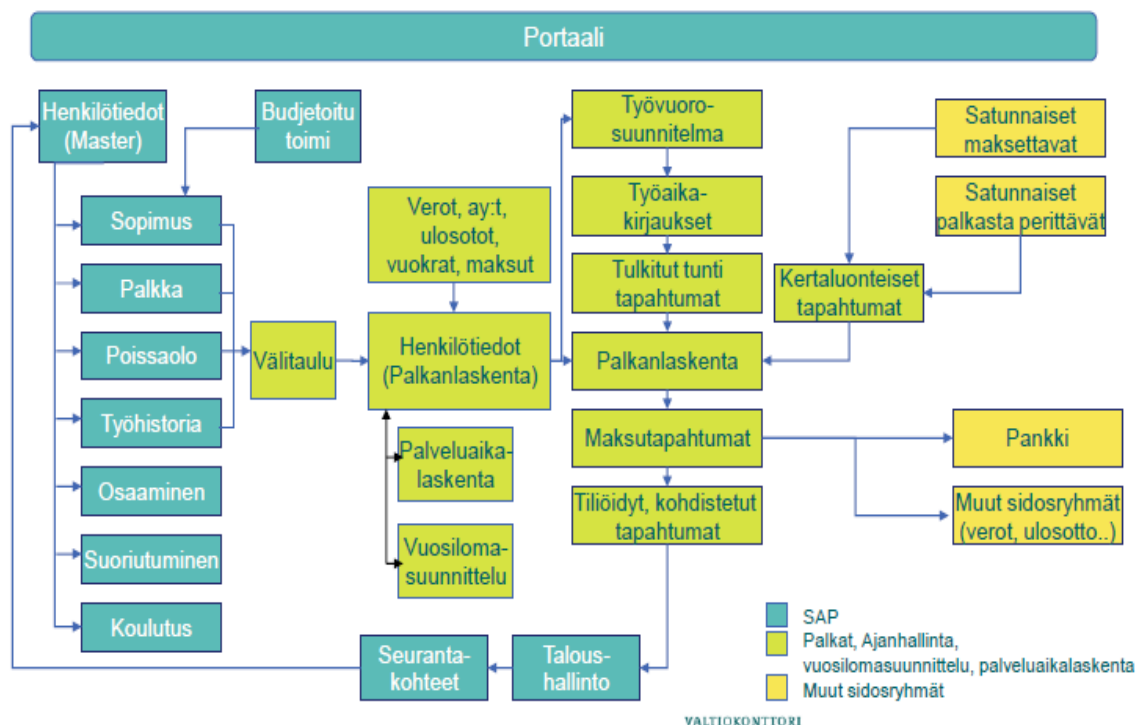 Portaali
Henkilötiedot
(Master)
Budjetoitu
toimi
Sopimus
Palkka
Poissaolo
Työhistoria
Osaaminen
Suoriutuminen
Koulutus
Välitaulu
Verot, ay:t,
ulosotot,
vuokrat, maksut
Henkilötiedot
(Palkanlaskenta)
Palveluaika-
laskenta
Vuosiloma-
suunnittelu
Työvuoro-
suunnitelma
Työaika-
kirjaukset
Tulkitut tunti
tapahtumat
Palkanlaskenta
Maksutapahtumat
Tiliöidyt, kohdistetut
tapahtumat
Satunnaiset
maksettavat
Satunnaiset
palkasta perittävät
Kertaluonteiset
tapahtumat
Pankki
Muut sidosryhmät
(verot, ulosotto..)
Seuranta-
kohteet
Talous-
hallinto
SAP
Palkat, Ajanhallinta,
vuosilomasuunnittelu, palveluaikalaskenta
Muut sidosryhmät
VALTIOKONTTORI